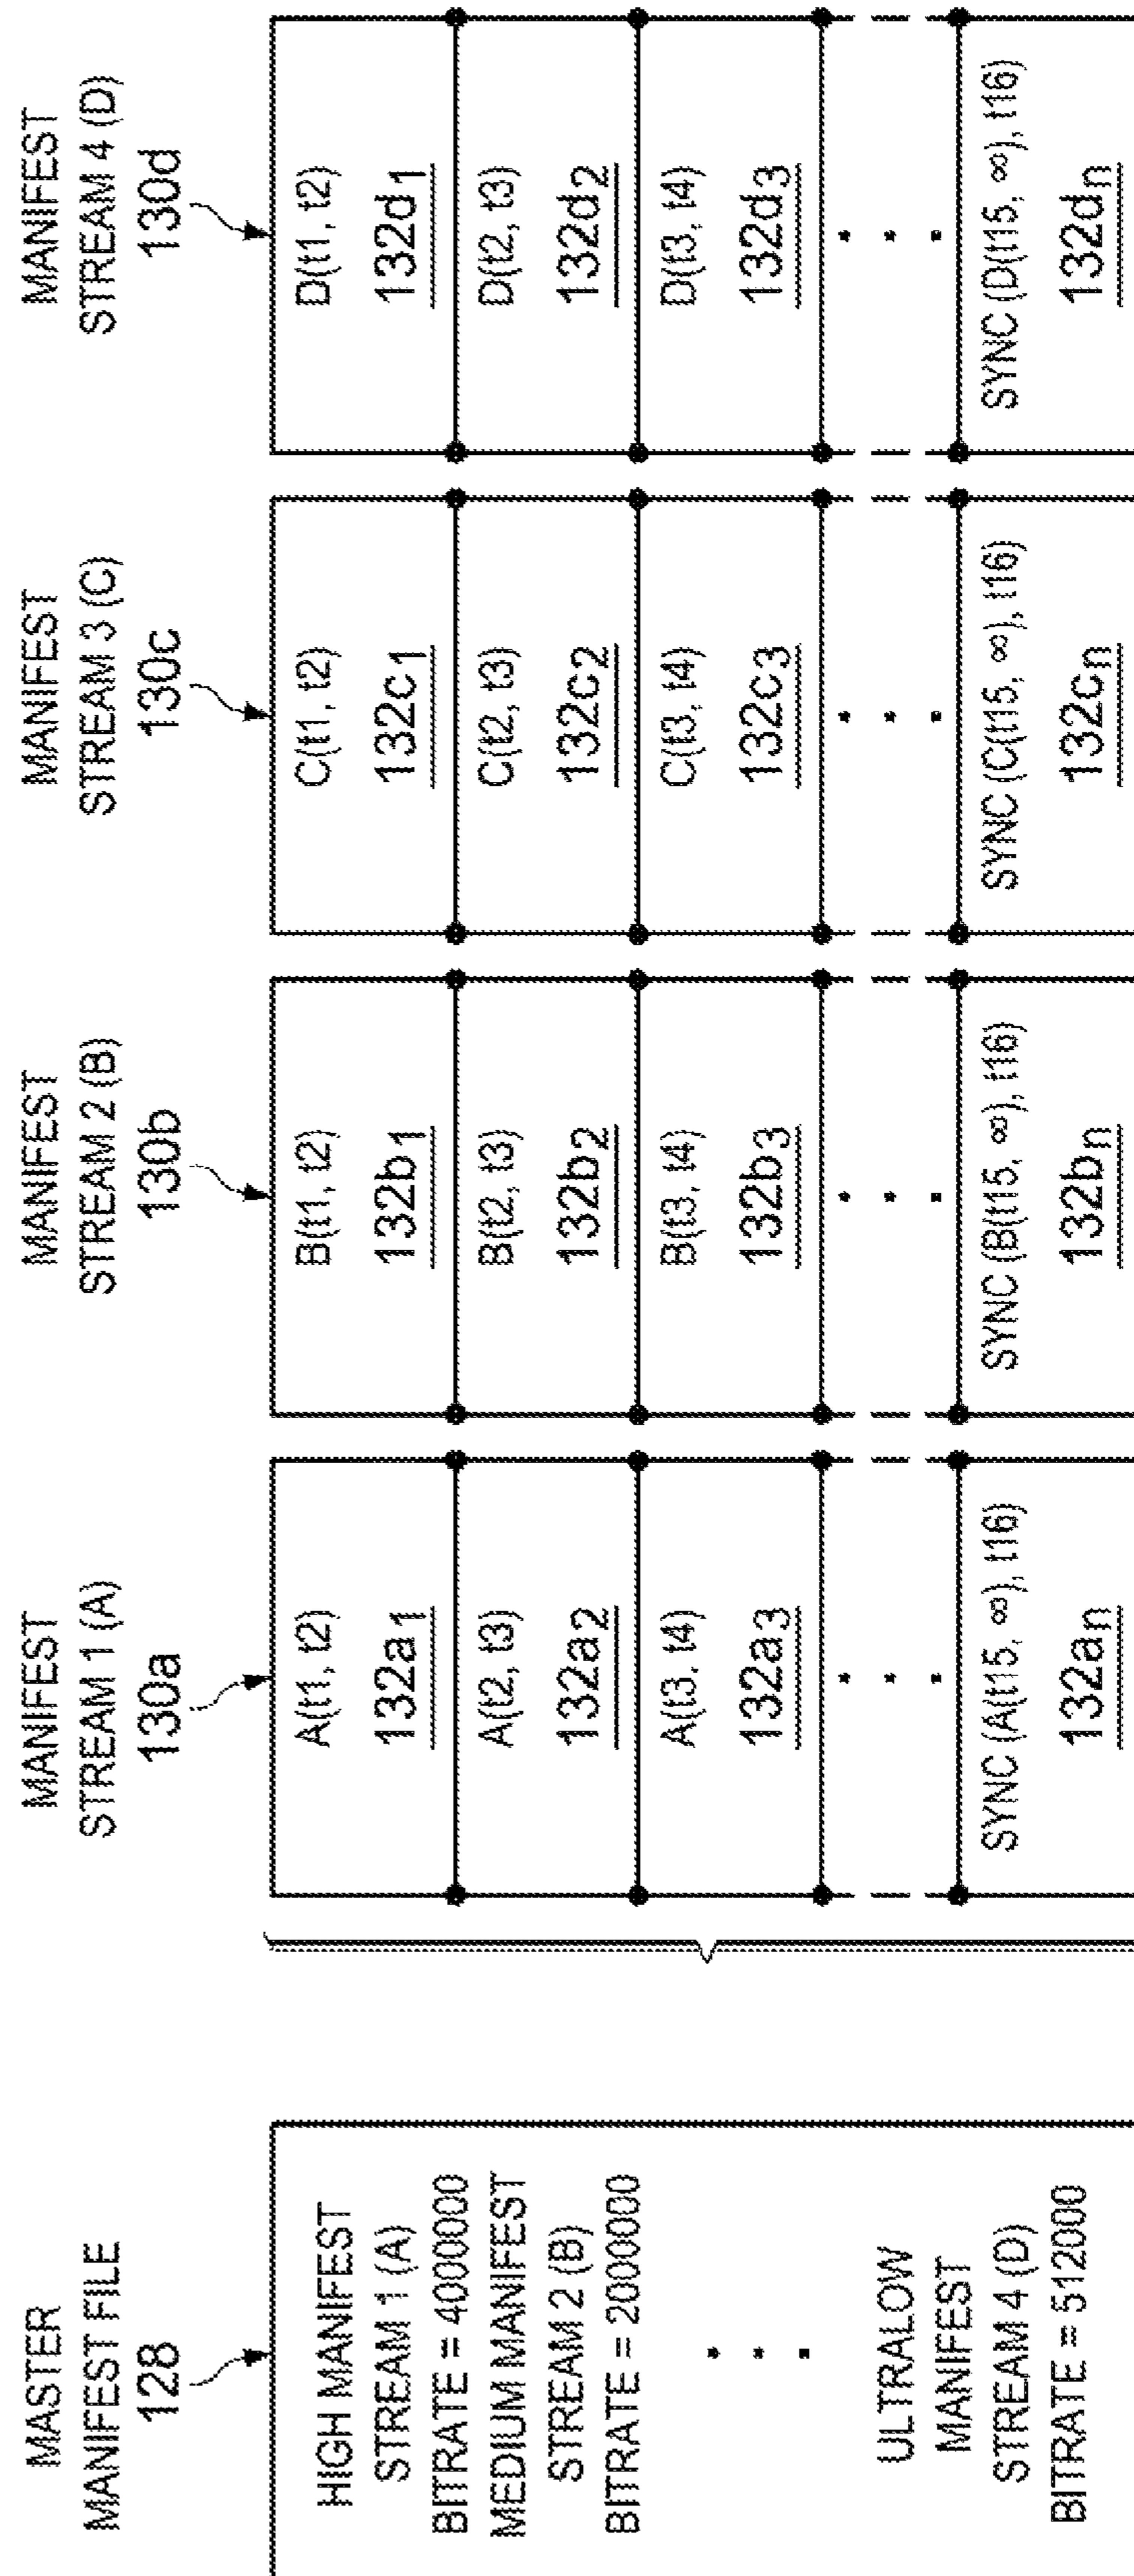 MASTER
MANIFEST FILE
128
HIGH MANIFEST
STREAM 1 (A)
BITRATE = 4000000
MEDIUM MANIFEST
STREAM 2 (B)
BITRATE = 2000000
ULTRALOW
MANIFEST
STREAM 4 (D)
BITRATE = 512000
MANIFEST
STREAM 1 (A)
130a
A(t1, t2)
132a1
A(t2, t3)
132a2
A(t3, t4)
132a3
SYNC (A(t15, ∞), t16)
132an
MANIFEST
STREAM 2 (B)
130b
B(t1, t2)
132b1
B(t2, t3)
132b2
B(t3, t4)
132b3
SYNC (B(t15, ∞), t16)
132bn
MANIFEST
STREAM 3 (C)
130c
C(t1, t2)
132c1
C(t2, t3)
132c2
C(t3, t4)
132c3
SYNC (C(t15, ∞), t16)
132cn
MANIFEST
STREAM 4 (D)
130d
D(t1, t2)
132d1
D(t2, t3)
132d2
D(t3, t4)
132d3
SYNC (D(t15, ∞), t16)
132dn